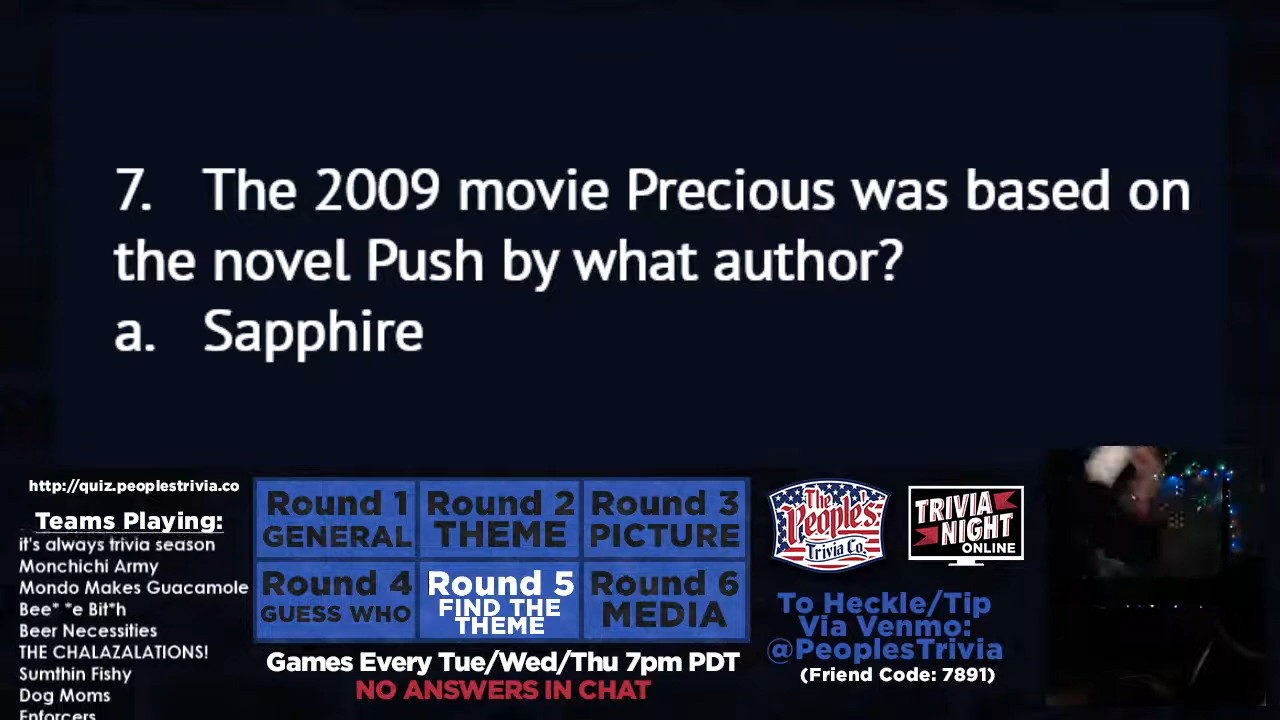 7. The 2009 movie Precious was based on
the novel Push by what author?
a. Sapphire
http://quiz.peoplestrivia.co
Teams Playing:
it's always trivia season
Monchichi Army
Mondo Makes Guacamole
Bee* *e Bit*h
Beer Necessities
THE CHALAZALATIONS!
Sumthin Fishy
Dog Moms
Enforcers
Round 1
GENERAL
Round 2
THEME
Round 3
PICTURE
Round 4
GUESS WHO
Round 5
FIND THE
THEME
Round 6
MEDIA
Games Every Tue/Wed/Thu 7pm PDT
NO ANSWERS IN CHAT
The
People's
Trivia Co.
TRIVIA
NIGHT
ONLINE
To Heckle/Tip
Via Venmo:
@PeoplesTrivia
(Friend Code: 7891)